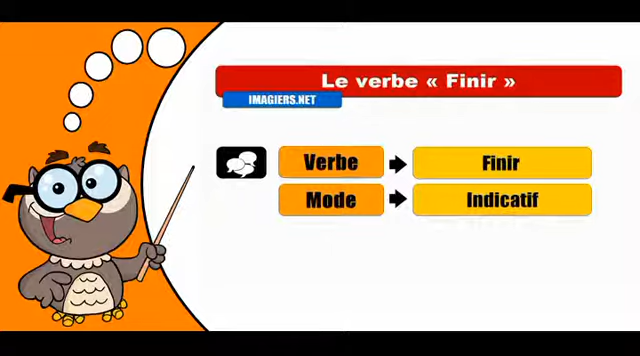 Le verbe « Finir »
IMAGIERS.NET
Verbe Finir
Mode Indicatif